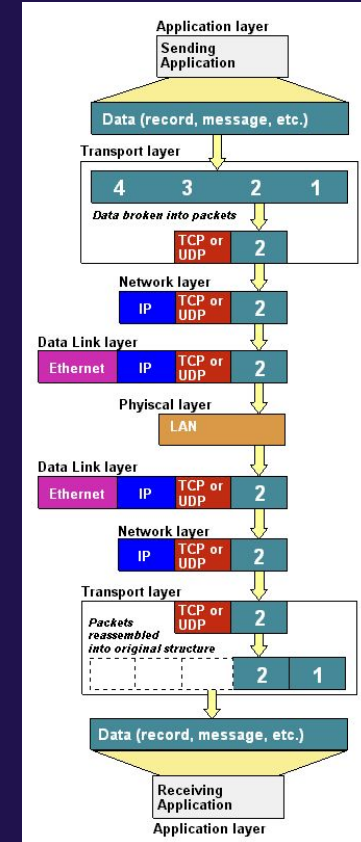 Application layer
Sending
Application
Data (record, message, etc.)
Transport layer
4 3 2 1
Data broken into packets
TCP or
UDP
2
Network layer
IP
TCP or
UDP
2
Data Link layer
Ethernet
IP
TCP or
UDP
2
Phyiscal layer
LAN
Data Link layer
Ethernet
IP
TCP or
UDP
2
Network layer
IP
TCP or
UDP
2
Transport layer
TCP or
UDP
2
Packets
reassembled
into original structure
2 1
Data (record, message, etc.)
Receiving
Application
Application layer